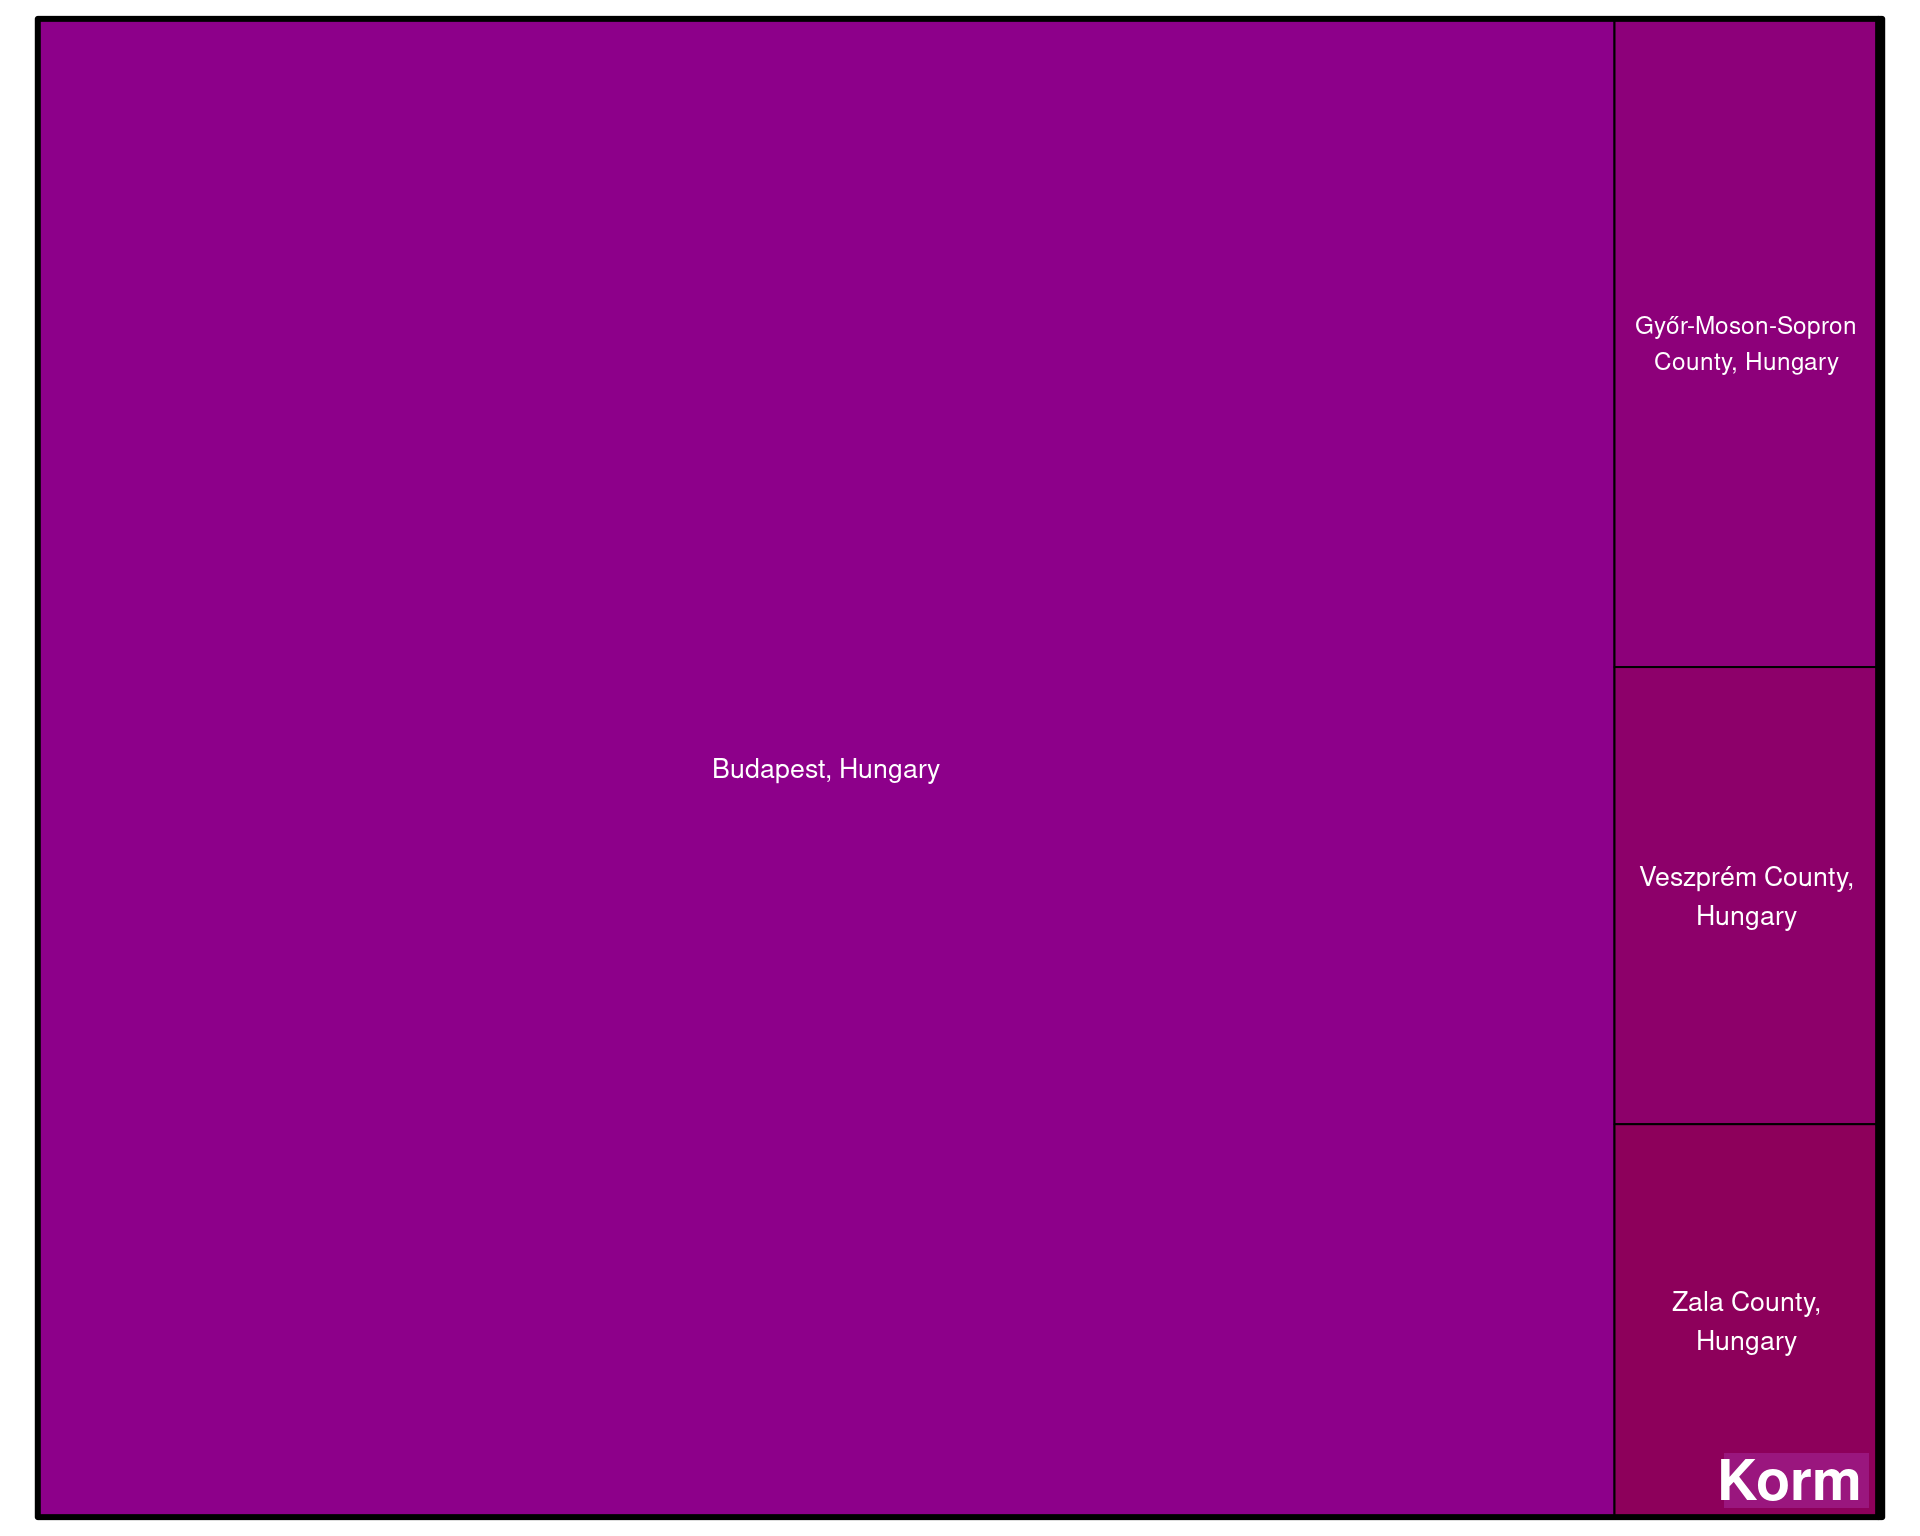 Győr-Moson-Sopron
County, Hungary
Budapest, Hungary
Veszprém County,
Hungary
Zala County,
Hungary
Korm